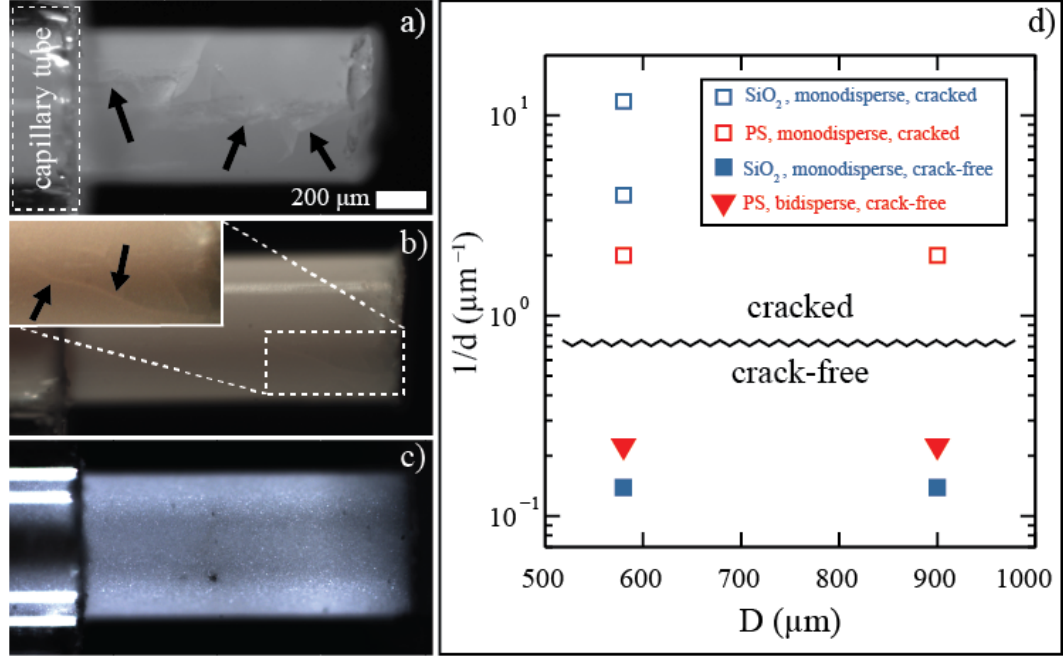 a)
capillary tube
200 μm
b)
c)
d)
SiO₂, monodisperse, cracked
PS, monodisperse, cracked
SiO₂, monodisperse, crack-free
PS, bidisperse, crack-free
10¹
10⁰
10⁻¹
1/d (μm⁻¹)
cracked
crack-free
500 600 700 800 900 1000
D (μm)